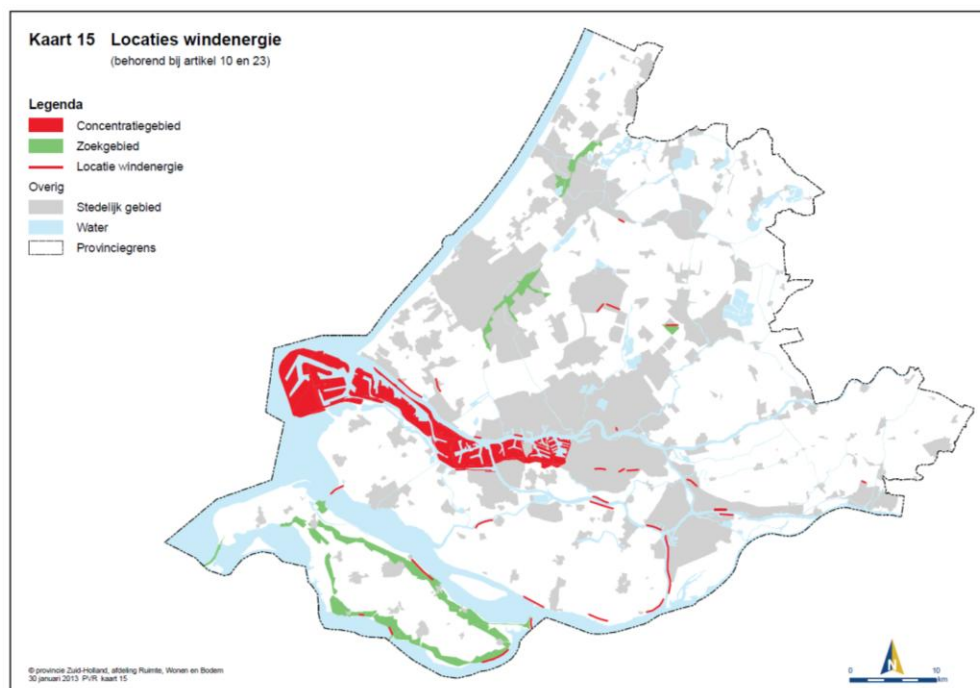 Kaart 15 Locaties windenergie
(behorend bij artikel 10 en 23)
Legenda
Concentratiegebied
Zoekgebied
Locatie windenergie
Overig
Stedelijk gebied
Water
Provinciegrens
© provincie Zuid-Holland, afdeling Ruimte, Wonen en Bodem
30 januari 2013 PVR kaart 15
N
0 10
km